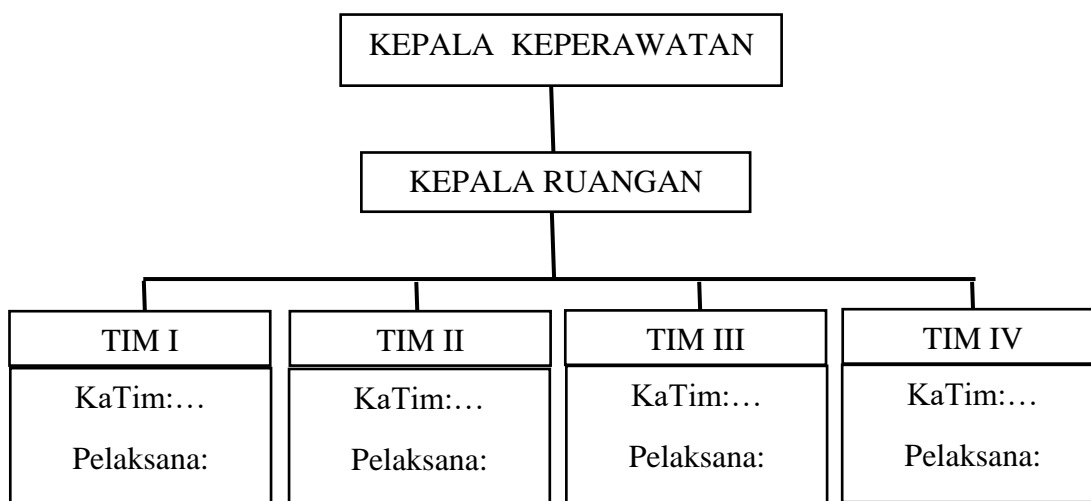 KEPALA KEPERAWATAN
KEPALA RUANGAN
TIM I
KaTim:…
Pelaksana:
TIM II
KaTim:…
Pelaksana:
TIM III
KaTim:…
Pelaksana:
TIM IV
KaTim:…
Pelaksana: